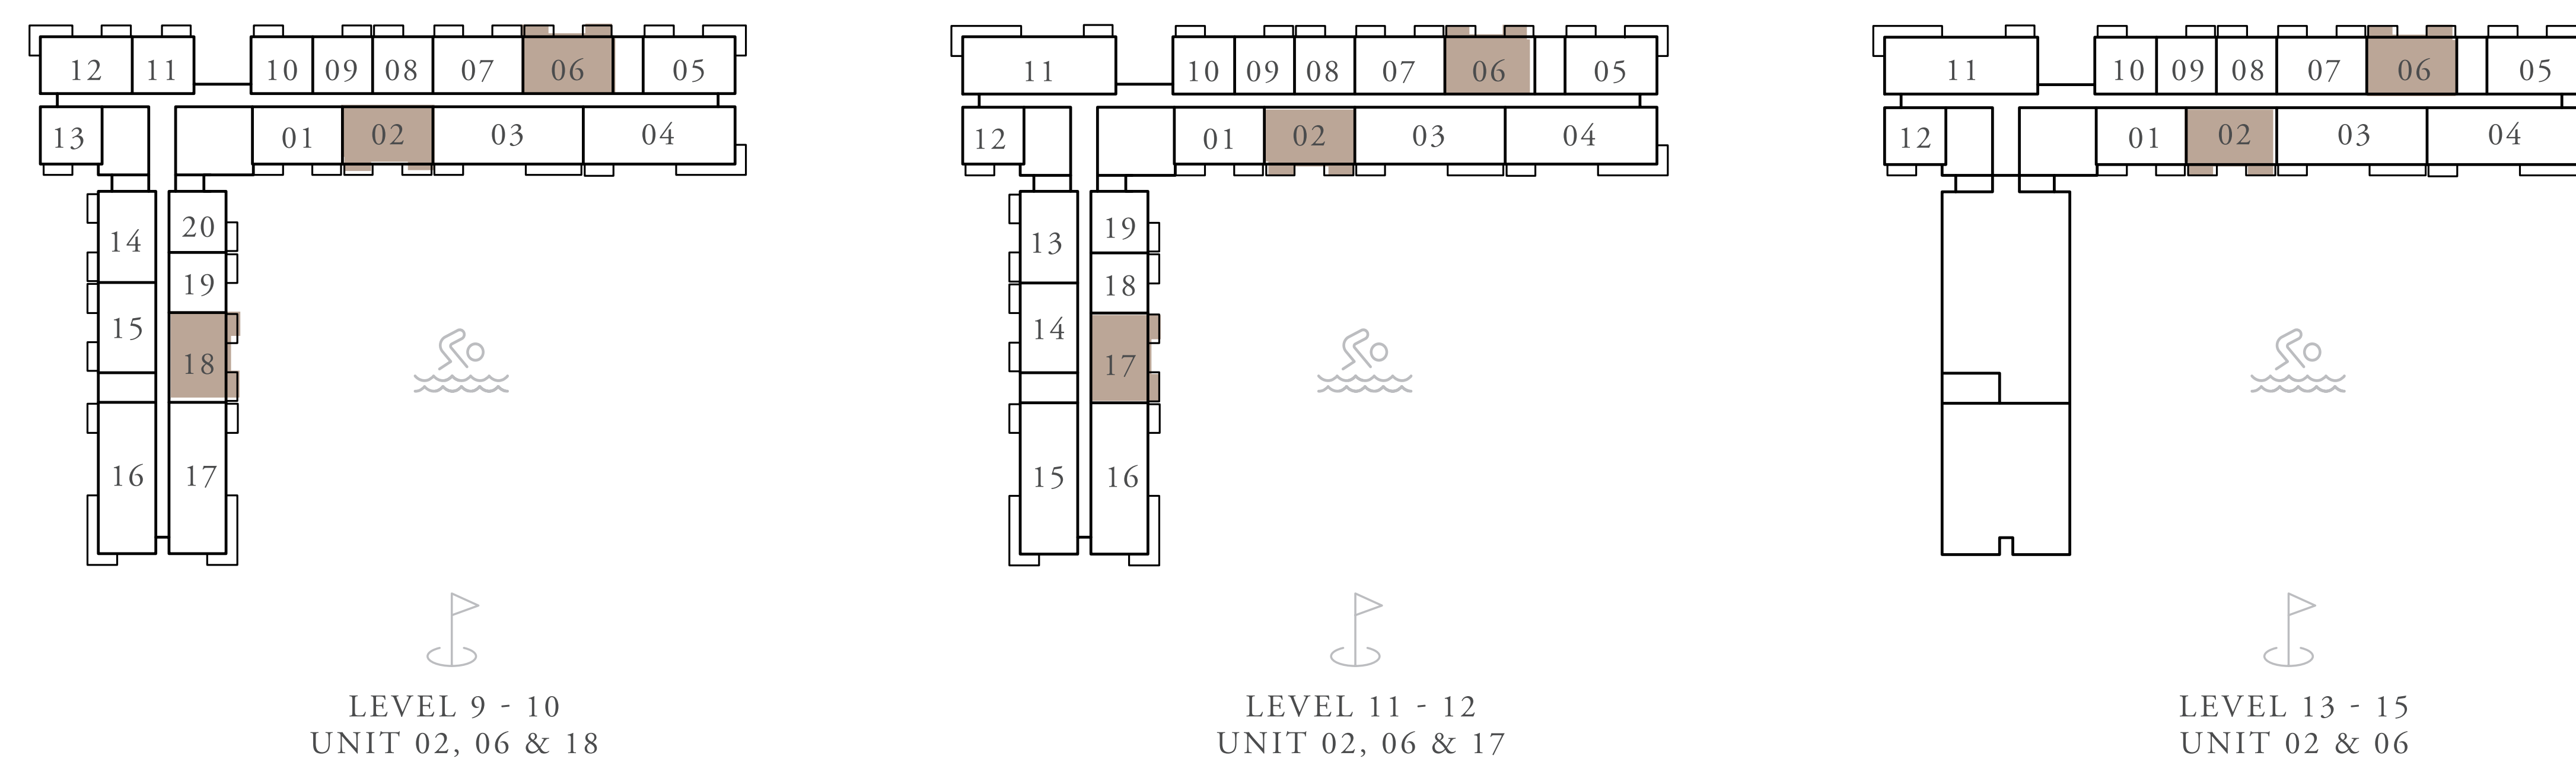 12 11 10 09 08 07 06 05
13 01 02 03 04
14 20
19
15
18
16 17
LEVEL 9 - 10
UNIT 02, 06 & 18
11 10 09 08 07 06 05
12 01 02 03 04
13 19
18
14
17
15 16
LEVEL 11 - 12
UNIT 02, 06 & 17
11 10 09 08 07 06 05
12 01 02 03 04
LEVEL 13 - 15
UNIT 02 & 06